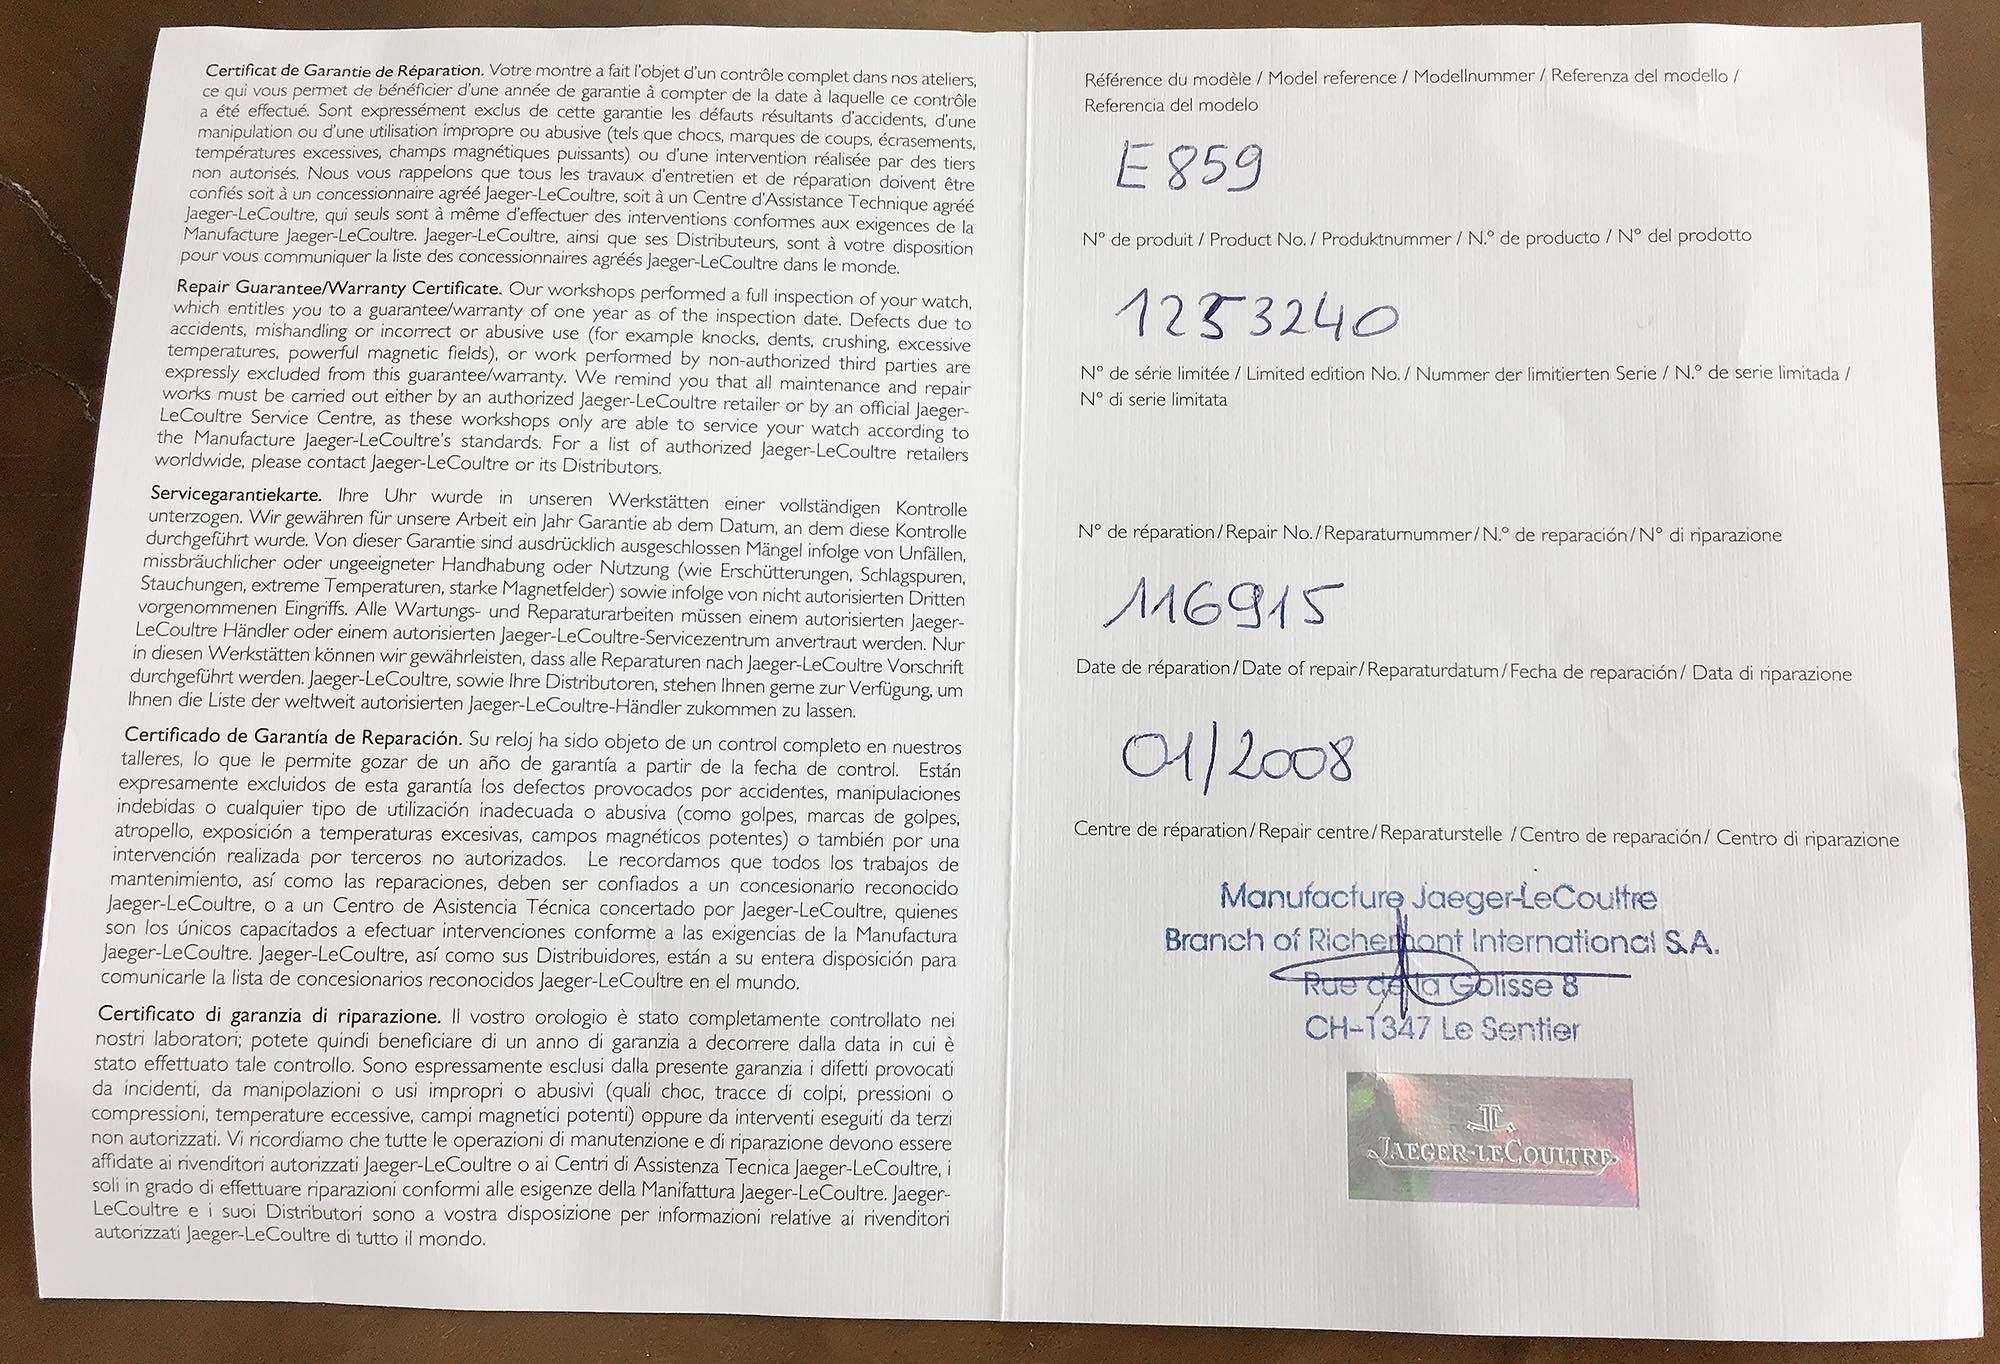 Certificat de Garantie de Réparation. Votre montre a fait l'objet d'un contrôle complet dans nos ateliers,
ce qui vous permet de bénéficier d'une année de garantie à compter de la date à laquelle ce contrôle
a été effectué. Sont expressément exclus de cette garantie les défauts résultants d'accidents, d'une
manipulation ou d'une utilisation impropre ou abusive (tels que chocs, marques de coups, écrasements,
températures excessives, champs magnétiques puissants) ou d'une intervention réalisée par des tiers
non autorisés. Nous vous rappelons que tous les travaux d'entretien et de réparation doivent être
confiés soit à un concessionnaire agréé Jaeger-LeCoultre, soit à un Centre d'Assistance Technique agréé
Jaeger-LeCoultre, qui seuls sont à même d'effectuer des interventions conformes aux exigences de la
Manufacture Jaeger-LeCoultre. Jaeger-LeCoultre, ainsi que ses Distributeurs, sont à votre disposition
pour vous communiquer la liste des concessionnaires agréés Jaeger-LeCoultre dans le monde.
Repair Guarantee/Warranty Certificate. Our workshops performed a full inspection of your watch,
which entitles you to a guarantee/warranty of one year as of the inspection date. Defects due to
accidents, mishandling or incorrect or abusive use (for example knocks, dents, crushing, excessive
temperatures, powerful magnetic fields), or work performed by non-authorized third parties are
expressly excluded from this guarantee/warranty. We remind you that all maintenance and repair
works must be carried out either by an authorized Jaeger-LeCoultre retailer or by an official Jaeger-
LeCoultre Service Centre, as these workshops only are able to service your watch according to
the Manufacture Jaeger-LeCoultre's standards. For a list of authorized Jaeger-LeCoultre retailers
worldwide, please contact Jaeger-LeCoultre or its Distributors.
Servicegarantiekarte. Ihre Uhr wurde in unseren Werkstätten einer vollständigen Kontrolle
unterzogen. Wir gewähren für unsere Arbeit ein Jahr Garantie ab dem Datum, an dem diese Kontrolle
durchgeführt wurde. Von dieser Garantie sind ausdrücklich ausgeschlossen Mängel infolge von Unfällen,
missbräuchlicher oder ungeeigneter Handhabung oder Nutzung (wie Erschütterungen, Schlagspuren,
Stauchungen, extreme Temperaturen, starke Magnetfelder) sowie infolge von nicht autorisierten Dritten
vorgenommenen Eingriffs. Alle Wartungs- und Reparaturarbeiten müssen einem autorisierten Jaeger-
LeCoultre Händler oder einem autorisierten Jaeger-LeCoultre-Servicezentrum anvertraut werden. Nur
in diesen Werkstätten können wir gewährleisten, dass alle Reparaturen nach Jaeger-LeCoultre Vorschrift
durchgeführt werden. Jaeger-LeCoultre, sowie Ihre Distributoren, stehen Ihnen gerne zur Verfügung, um
Ihnen die Liste der weltweit autorisierten Jaeger-LeCoultre-Händler zukommen zu lassen.
Certificado de Garantía de Reparación. Su reloj ha sido objeto de un control completo en nuestros
talleres, lo que le permite gozar de un año de garantía a partir de la fecha de control. Están
expresamente excluidos de esta garantía los defectos provocados por accidentes, manipulaciones
indebidas o cualquier tipo de utilización inadecuada o abusiva (como golpes, marcas de golpes,
atropello, exposición a temperaturas excesivas, campos magnéticos potentes) o también por una
intervención realizada por terceros no autorizados. Le recordamos que todos los trabajos de
mantenimiento, así como las reparaciones, deben ser confiados a un concesionario reconocido
Jaeger-LeCoultre, o a un Centro de Asistencia Técnica concertado por Jaeger-LeCoultre, quienes
son los únicos capacitados a efectuar intervenciones conforme a las exigencias de la Manufactura
Jaeger-LeCoultre. Jaeger-LeCoultre, así como sus Distribuidores, están a su entera disposición para
comunicarle la lista de concesionarios reconocidos Jaeger-LeCoultre en el mundo.
Certificato di garanzia di riparazione. Il vostro orologio è stato completamente controllato nei
nostri laboratori; potete quindi beneficiare di un anno di garanzia a decorrere dalla data in cui è
stato effettuato tale controllo. Sono espressamente esclusi dalla presente garanzia i difetti provocati
da incidenti, da manipolazioni o usi impropri o abusivi (quali choc, tracce di colpi, pressioni o
compressioni, temperature eccessive, campi magnetici potenti) oppure da interventi eseguiti da terzi
non autorizzati. Vi ricordiamo che tutte le operazioni di manutenzione e di riparazione devono essere
affidate ai rivenditori autorizzati Jaeger-LeCoultre o ai Centri di Assistenza Tecnica Jaeger-LeCoultre, i
soli in grado di effettuare riparazioni conformi alle esigenze della Manifattura Jaeger-LeCoultre. Jaeger-
LeCoultre e i suoi Distributori sono a vostra disposizione per informazioni relative ai rivenditori
autorizzati Jaeger-LeCoultre di tutto il mondo.
Référence du modèle / Model reference / Modellnummer / Referenza del modello /
Referencia del modelo
E859
N° de produit / Product No. / Produktnummer / N.° de producto / N° del prodotto
1253240
N° de série limitée / Limited edition No. / Nummer der limitierten Serie / N.° de serie limitada /
N° di serie limitata
N° de réparation/Repair No./Reparaturnummer/N.° de reparación/N° di riparazione
116915
Date de réparation/Date of repair/Reparaturdatum/Fecha de reparación/ Data di riparazione
01/2008
Centre de réparation/Repair centre/Reparaturstelle /Centro de reparación/ Centro di riparazione
Manufacture Jaeger-LeCoultre
Branch of Richemont International S.A.
Rue de la Golisse 8
CH-1347 Le Sentier
JAEGER-LECOULTRE